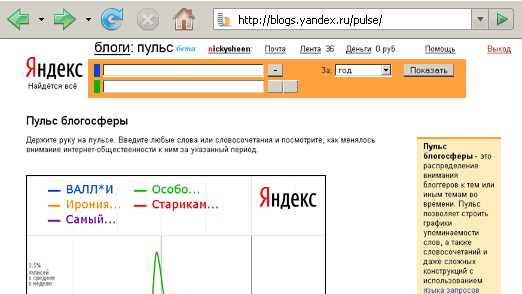 http://blogs.yandex.ru/pulse/
блоги: пульс beta nickysheen: Почта Лента 36 Деньги 0 руб. Помощь Выход
Яндекс
Найдётся всё
- За: год Показать
Пульс блогосферы
Держите руку на пульсе. Введите любые слова или словосочетания и посмотрите, как менялось
внимание интернет-общественности к ним за указанный период.
Пульс
блогосферы - это
распределение
внимания
блоггеров к тем или
иным темам во
времени. Пульс
позволяет строить
графики
упоминаемости
слов, а также
словосочетаний и
даже сложных
конструкций с
использованием
языка запросов
ВАЛЛ*И Особо...
Ирония... Старикам...
Самый...
Яндекс
3,5%
записей
в среднем
в неделю